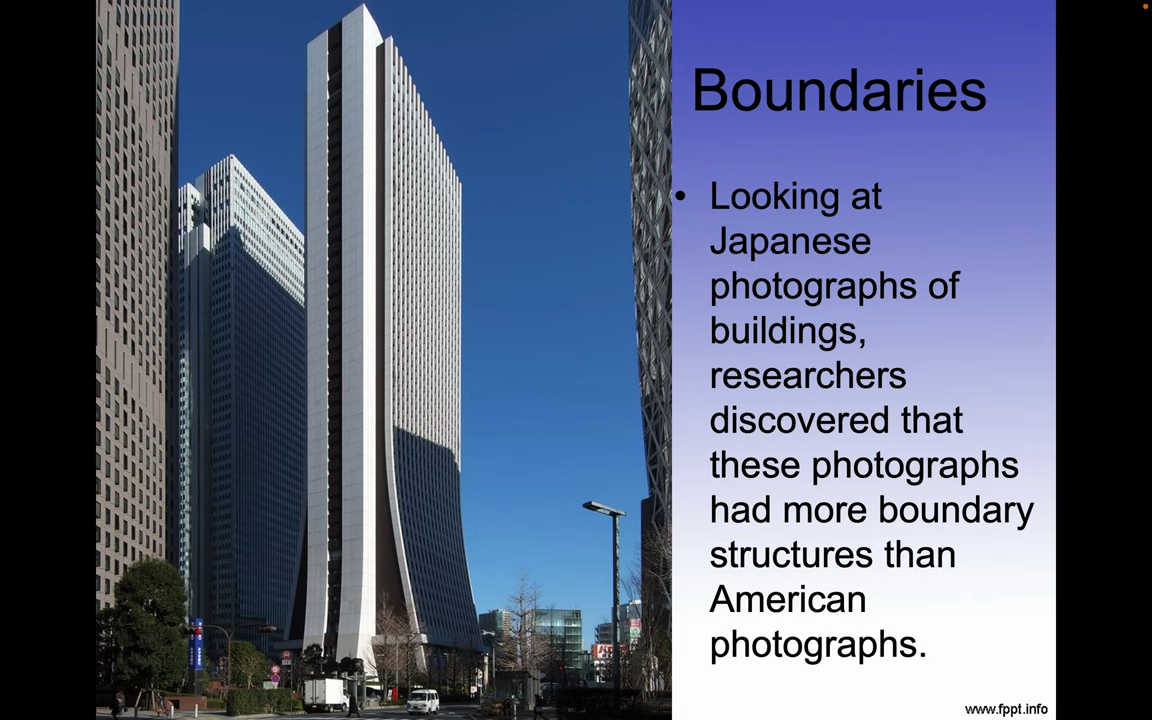 Boundaries
• Looking at
Japanese
photographs of
buildings,
researchers
discovered that
these photographs
had more boundary
structures than
American
photographs.
www.fppt.info